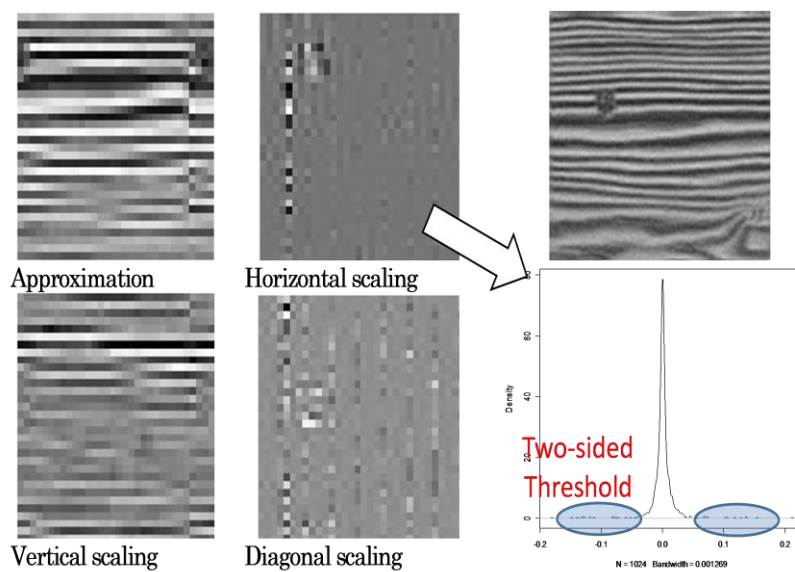 Approximation
Horizontal scaling
Vertical scaling
Diagonal scaling
80
60
40
20
0
Density
Two-sided
Threshold
-0.2
-0.1
0.0
0.1
0.2
N = 1024 Bandwidth = 0.001269